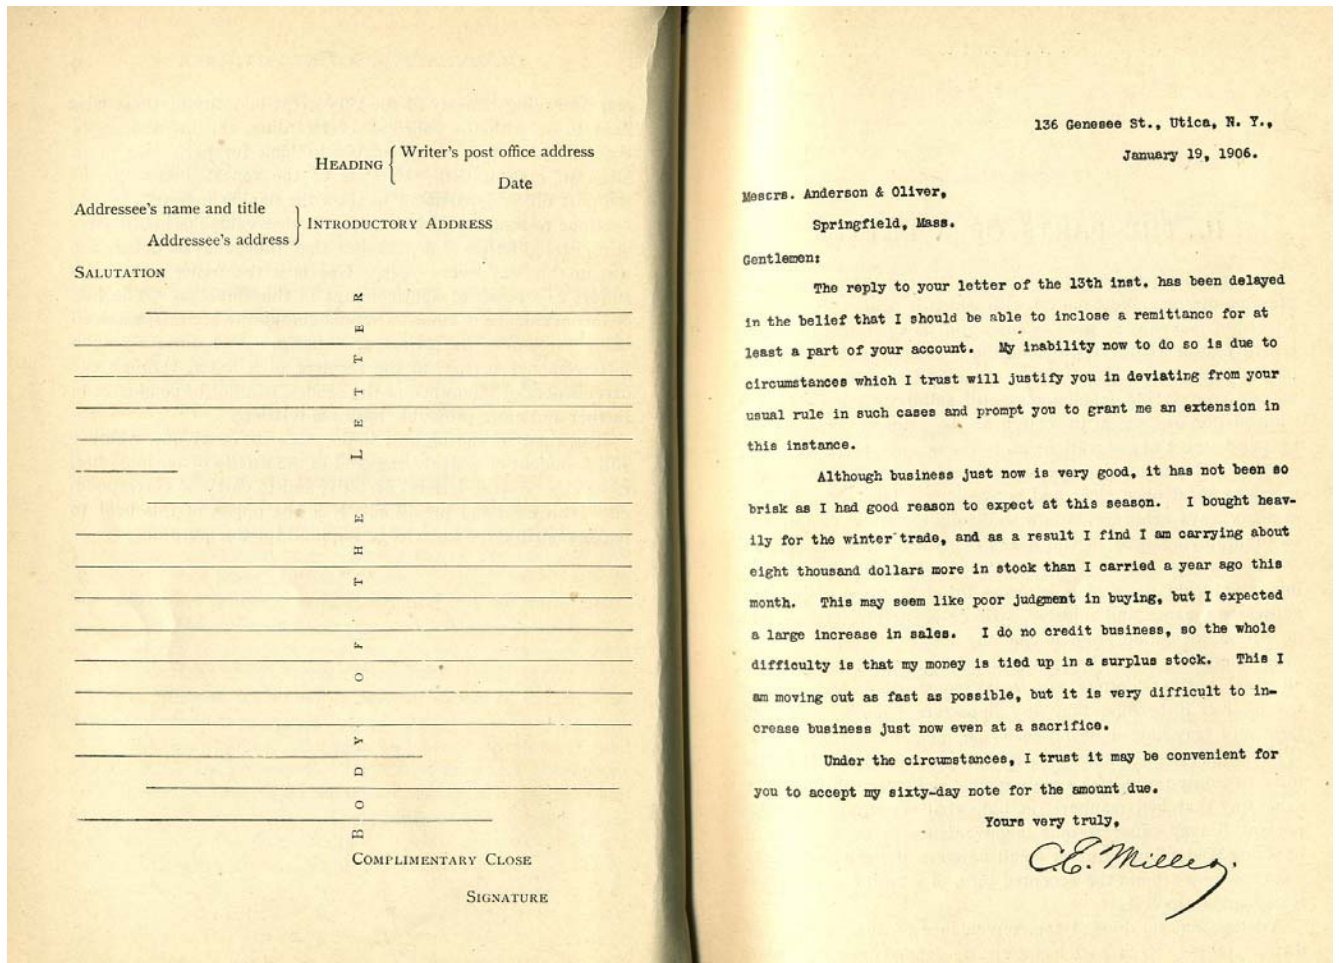 HEADING { Writer's post office address
Date
Addressee's name and title
Addressee's address } INTRODUCTORY ADDRESS
SALUTATION
BODY OF THE LETTER
COMPLIMENTARY CLOSE
SIGNATURE
136 Genesee St., Utica, N. Y.,
January 19, 1906.
Messrs. Anderson & Oliver,
Springfield, Mass.
Gentlemen:
The reply to your letter of the 13th inst. has been delayed
in the belief that I should be able to inclose a remittance for at
least a part of your account. My inability now to do so is due to
circumstances which I trust will justify you in deviating from your
usual rule in such cases and prompt you to grant me an extension in
this instance.
Although business just now is very good, it has not been so
brisk as I had good reason to expect at this season. I bought heav-
ily for the winter trade, and as a result I find I am carrying about
eight thousand dollars more in stock than I carried a year ago this
month. This may seem like poor judgment in buying, but I expected
a large increase in sales. I do no credit business, so the whole
difficulty is that my money is tied up in a surplus stock. This I
am moving out as fast as possible, but it is very difficult to in-
crease business just now even at a sacrifice.
Under the circumstances, I trust it may be convenient for
you to accept my sixty-day note for the amount due.
Yours very truly,
C. E. Miller.